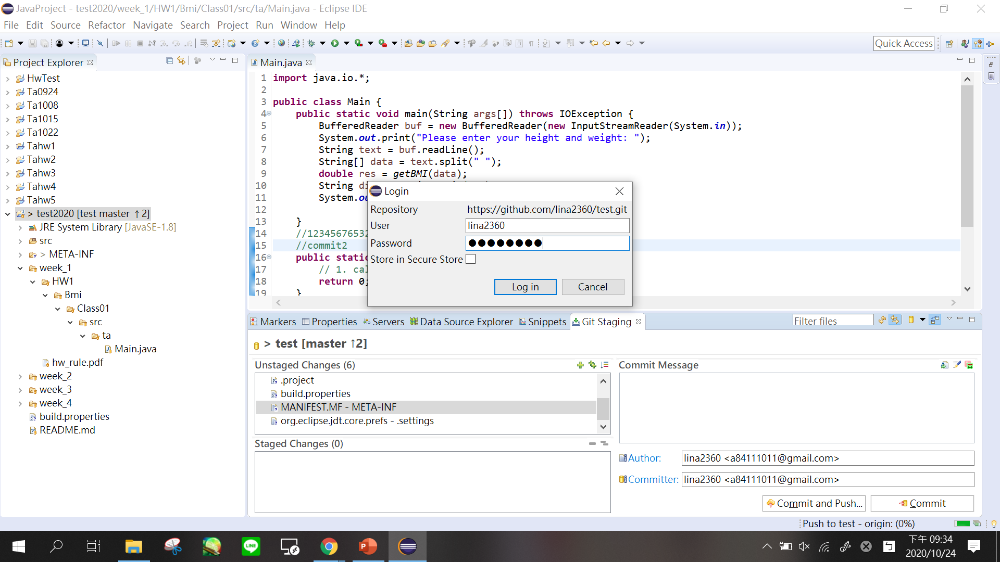 JavaProject - test2020/week_1/HW1/Bmi/Class01/src/ta/Main.java - Eclipse IDE
File Edit Source Refactor Navigate Search Project Run Window Help
Quick Access
Project Explorer
HwTest
Ta0924
Ta1008
Ta1015
Ta1022
Tahw1
Tahw2
Tahw3
Tahw4
Tahw5
> test2020 [test master ↑2]
JRE System Library [JavaSE-1.8]
src
> META-INF
week_1
HW1
Bmi
Class01
src
ta
Main.java
hw_rule.pdf
week_2
week_3
week_4
build.properties
README.md
Main.java
1 import java.io.*;
2
3 public class Main {
4 public static void main(String args[]) throws IOException {
5 BufferedReader buf = new BufferedReader(new InputStreamReader(System.in));
6 System.out.print("Please enter your height and weight: ");
7 String text = buf.readLine();
8 String[] data = text.split(" ");
9 double res = getBMI(data);
10 String
11 System.
12
13 }
14 //12345676532
15 //commit2
16 public static
17 // 1.
18 return 0;
19 }
Login
Repository https://github.com/lina2360/test.git
User lina2360
Password ●●●●●●●●
Store in Secure Store
Log in Cancel
Markers Properties Servers Data Source Explorer Snippets Git Staging
Filter files
> test [master ↑2]
Unstaged Changes (6)
.project
build.properties
MANIFEST.MF - META-INF
org.eclipse.jdt.core.prefs - .settings
Staged Changes (0)
Commit Message
Author: lina2360 <a84111011@gmail.com>
Committer: lina2360 <a84111011@gmail.com>
Commit and Push... Commit
Push to test - origin: (0%)
LINE
下午 09:34
2020/10/24